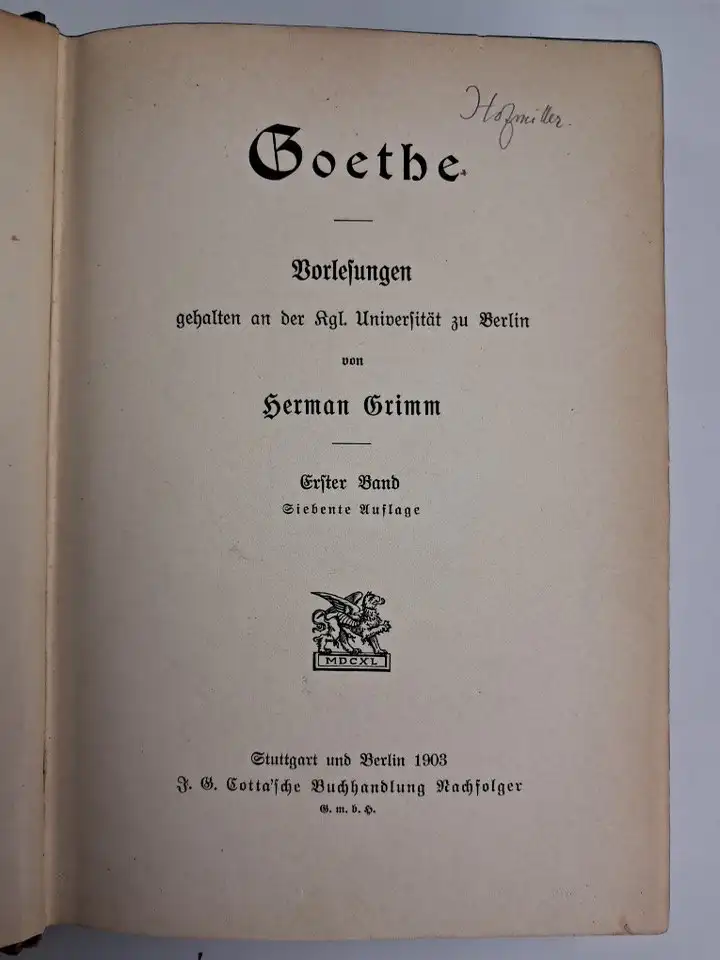 Hofmiller.
Goethe.
Vorlesungen
gehalten an der Kgl. Universität zu Berlin
von
Herman Grimm
Erster Band
Siebente Auflage
MDCXL
Stuttgart und Berlin 1903
J. G. Cotta'sche Buchhandlung Nachfolger
G. m. b. H.